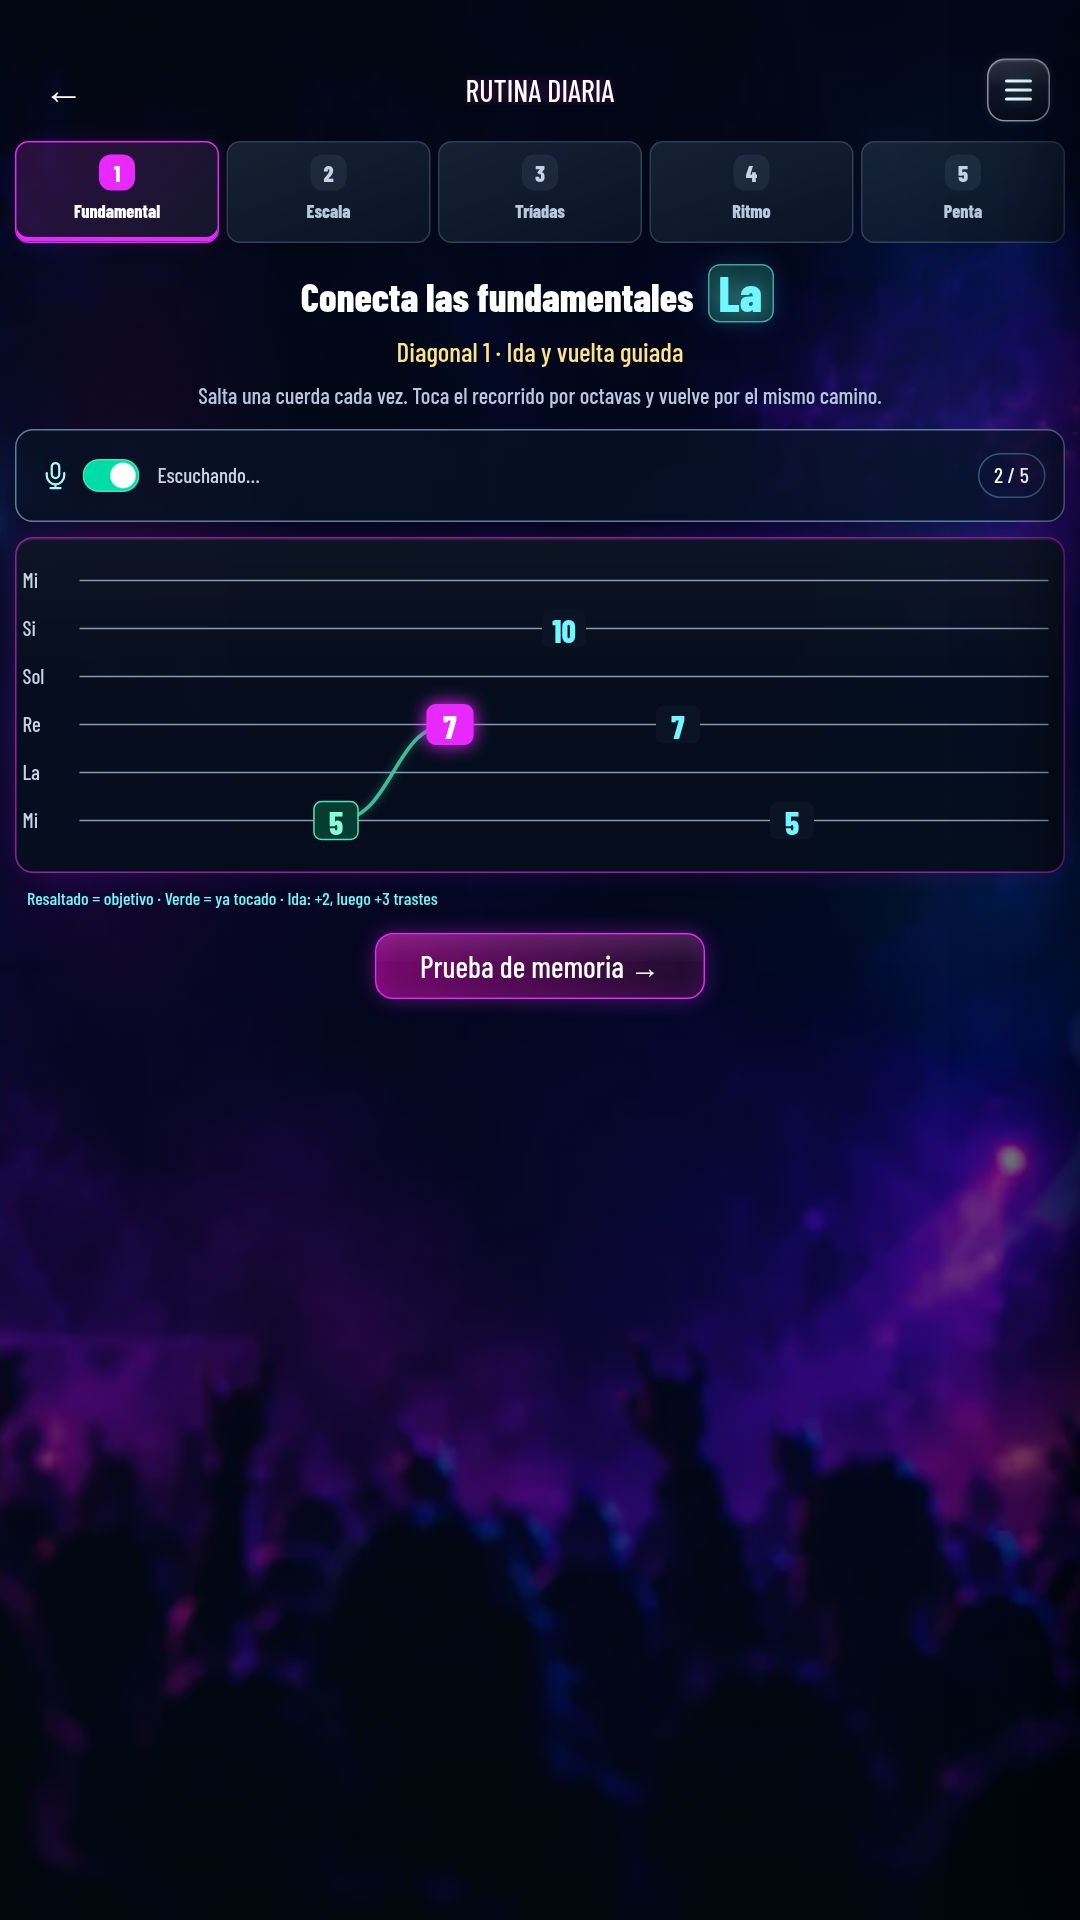 ←
RUTINA DIARIA
1
Fundamental
2
Escala
3
Tríadas
4
Ritmo
5
Penta
Conecta las fundamentales La
Diagonal 1 · Ida y vuelta guiada
Salta una cuerda cada vez. Toca el recorrido por octavas y vuelve por el mismo camino.
Escuchando...
2 / 5
Mi
Si 10
Sol
Re 7 7
La
Mi 5 5
Resaltado = objetivo · Verde = ya tocado · Ida: +2, luego +3 trastes
Prueba de memoria →